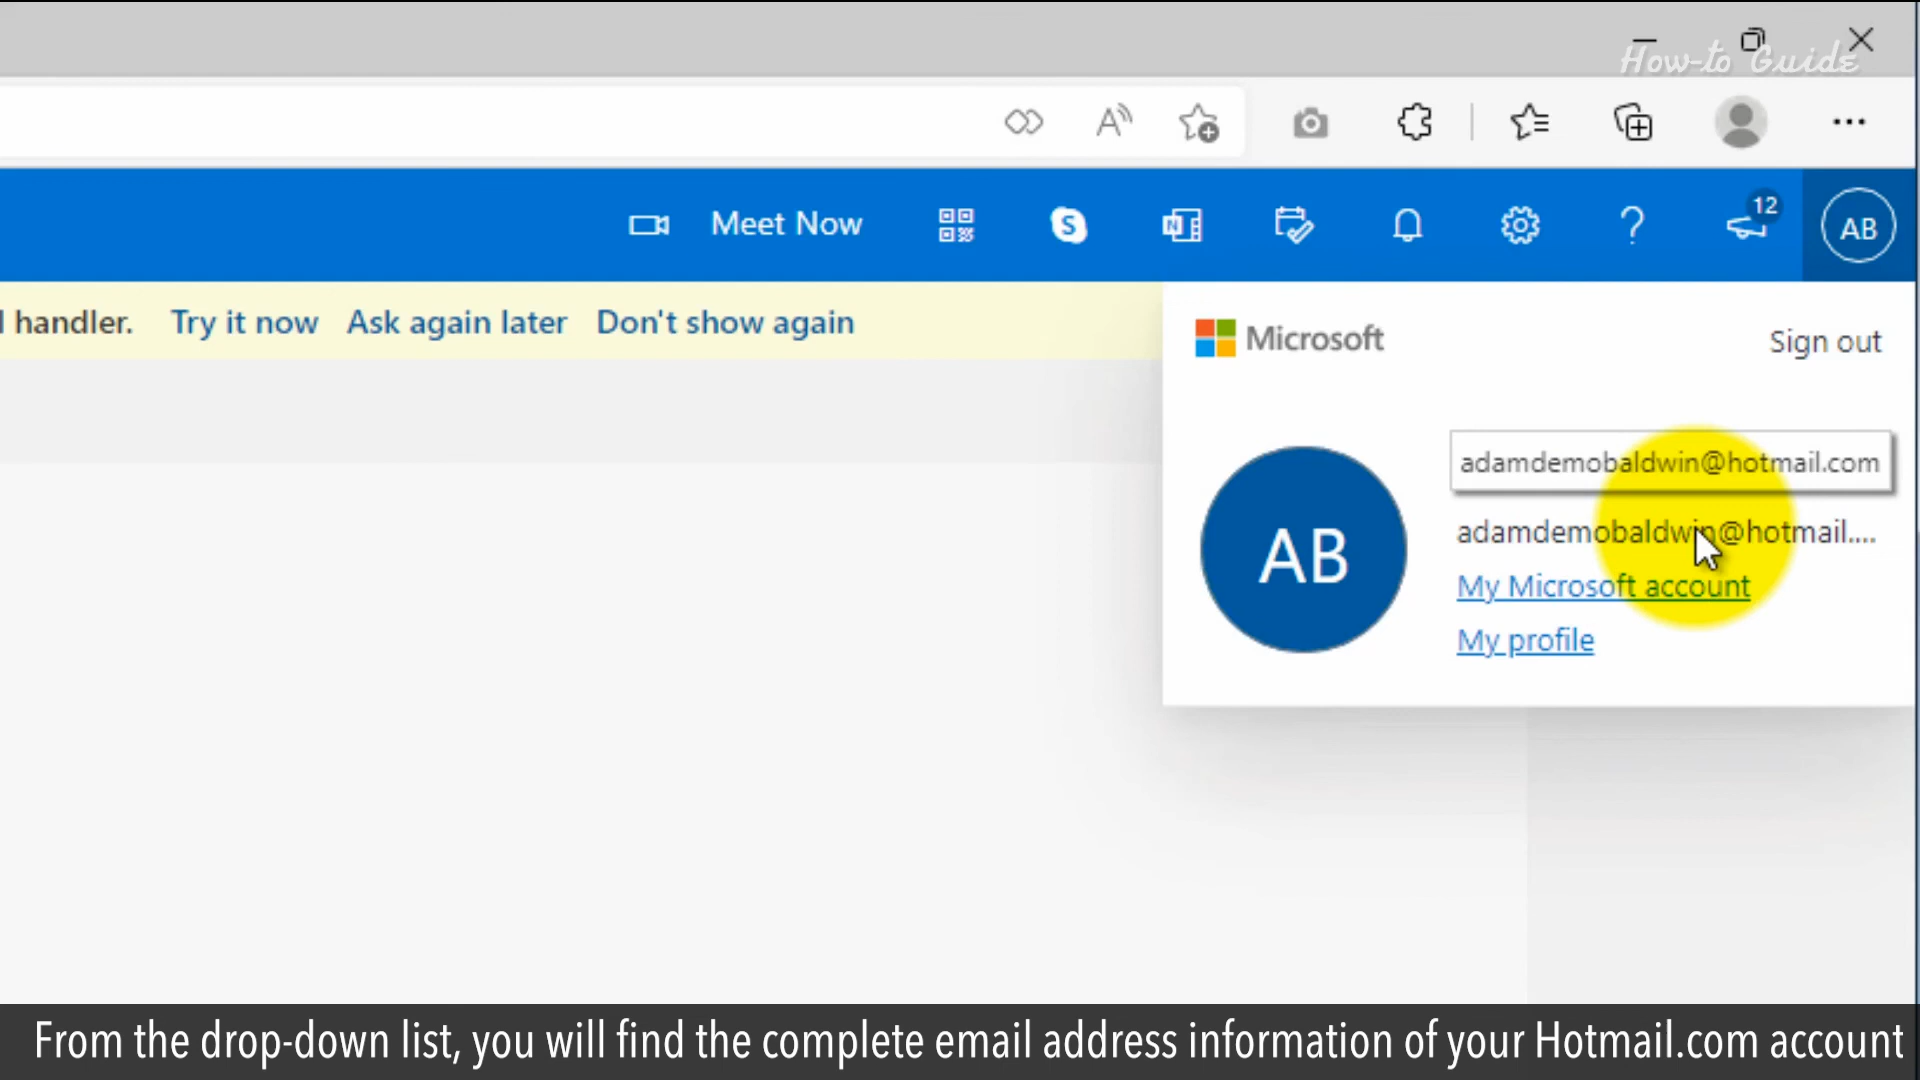 How-to Guide
Meet Now
12
AB
l handler. Try it now Ask again later Don't show again
Microsoft
Sign out
adamdemobaldwin@hotmail.com
AB
adamdemobaldwin@hotmail....
My Microsoft account
My profile
From the drop-down list, you will find the complete email address information of your Hotmail.com account